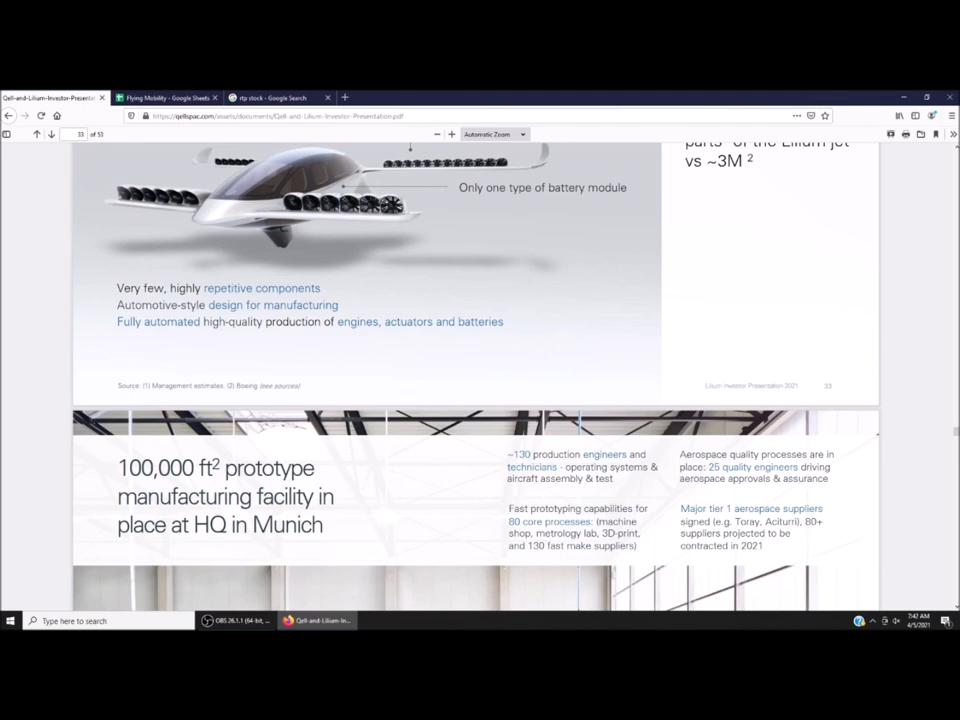 Qell-and-Lilium-Investor-Presenta
Flying Mobility - Google Sheets
rtp stock - Google Search
https://qellspac.com/assets/documents/Qell-and-Lilium-Investor-Presentation.pdf
33 of 53
Automatic Zoom
of the Lilium jet
vs ~3M 2
Only one type of battery module
Very few, highly repetitive components
Automotive-style design for manufacturing
Fully automated high-quality production of engines, actuators and batteries
Source: (1) Management estimates. (2) Boeing (see sources)
Lilium Investor Presentation 2021 33
100,000 ft2 prototype
manufacturing facility in
place at HQ in Munich
~130 production engineers and
technicians - operating systems &
aircraft assembly & test
Fast prototyping capabilities for
80 core processes: (machine
shop, metrology lab, 3D-print,
and 130 fast make suppliers)
Aerospace quality processes are in
place: 25 quality engineers driving
aerospace approvals & assurance
Major tier 1 aerospace suppliers
signed (e.g. Toray, Aciturri), 80+
suppliers projected to be
contracted in 2021
Type here to search
OBS 26.1.1 (64-bit, ...
Qell-and-Lilium-In...
7:42 AM
4/5/2021